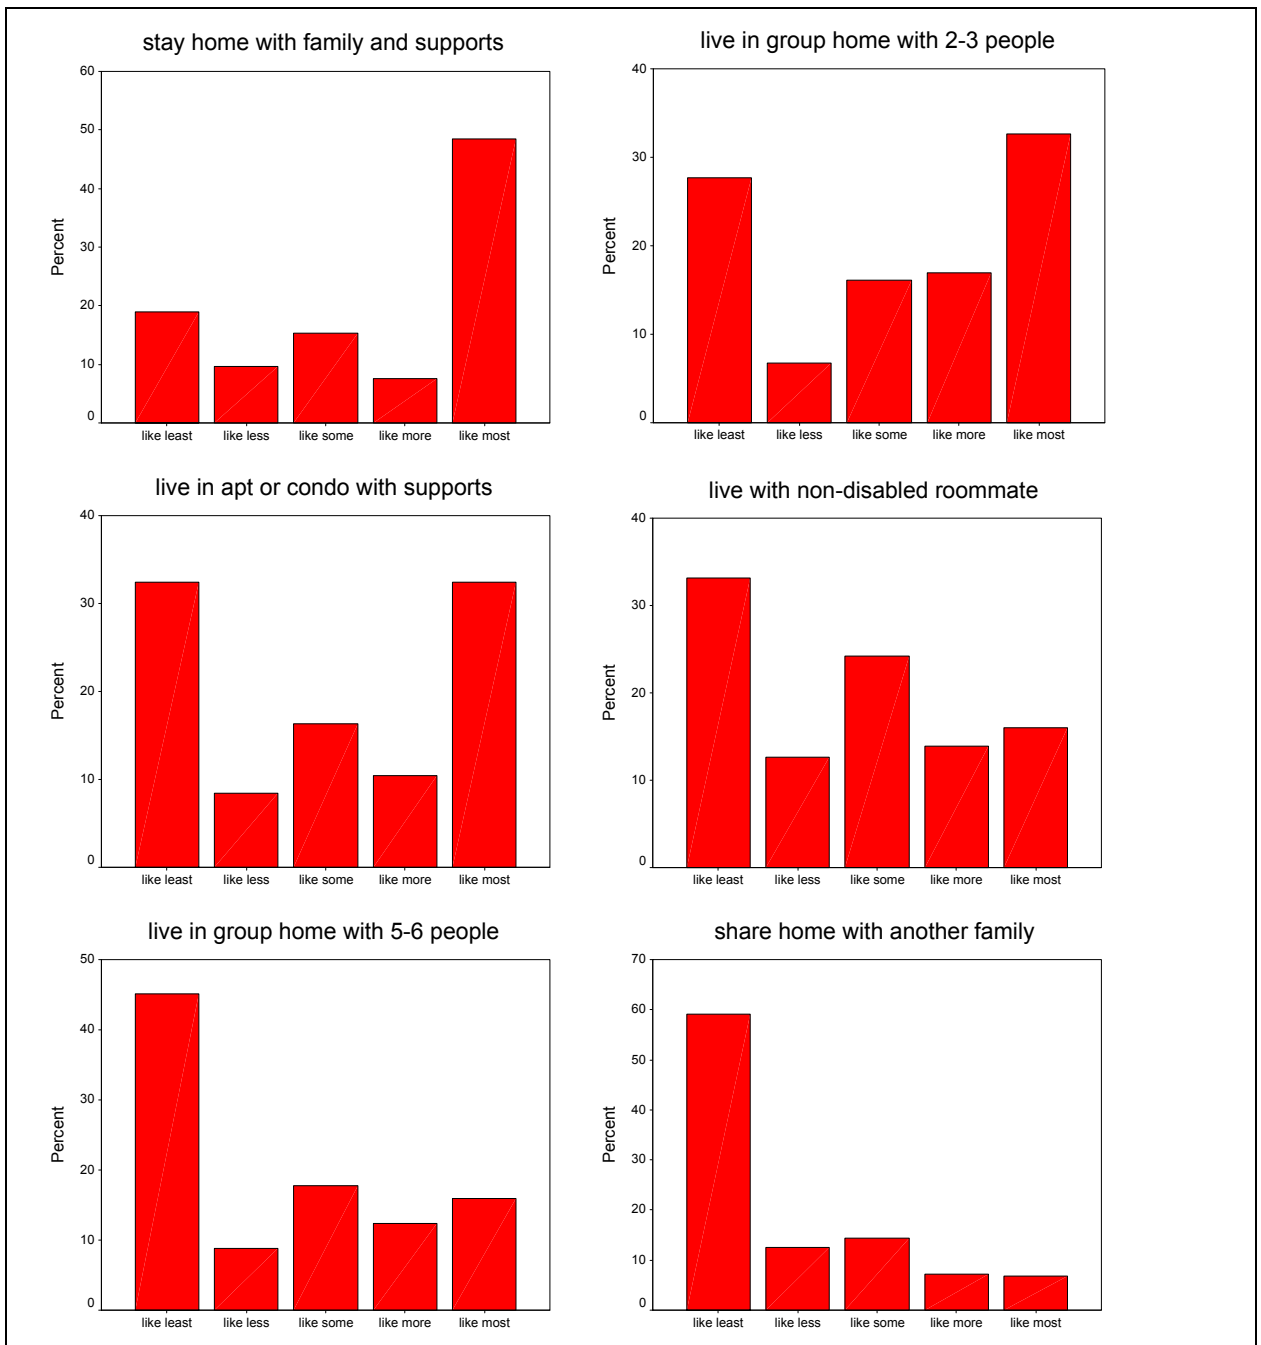 stay home with family and supports
60
50
40
30
20
10
0
Percent
like least like less like some like more like most
live in group home with 2-3 people
40
30
20
10
0
Percent
like least like less like some like more like most
live in apt or condo with supports
40
30
20
10
0
Percent
like least like less like some like more like most
live with non-disabled roommate
40
30
20
10
0
Percent
like least like less like some like more like most
live in group home with 5-6 people
50
40
30
20
10
0
Percent
like least like less like some like more like most
share home with another family
70
60
50
40
30
20
10
0
Percent
like least like less like some like more like most